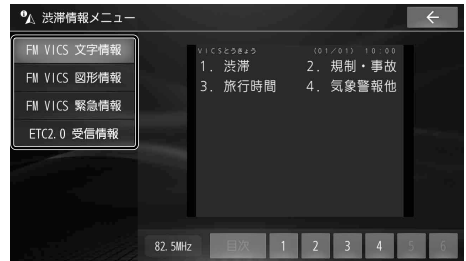 渋滞情報メニュー
FM VICS 文字情報
FM VICS 図形情報
FM VICS 緊急情報
ETC2.0 受信情報
VICSとうきょう (01/01) 10:00
1. 渋滞 2. 規制・事故
3. 旅行時間 4. 気象警報他
82.5MHz 目次 1 2 3 4 5 6